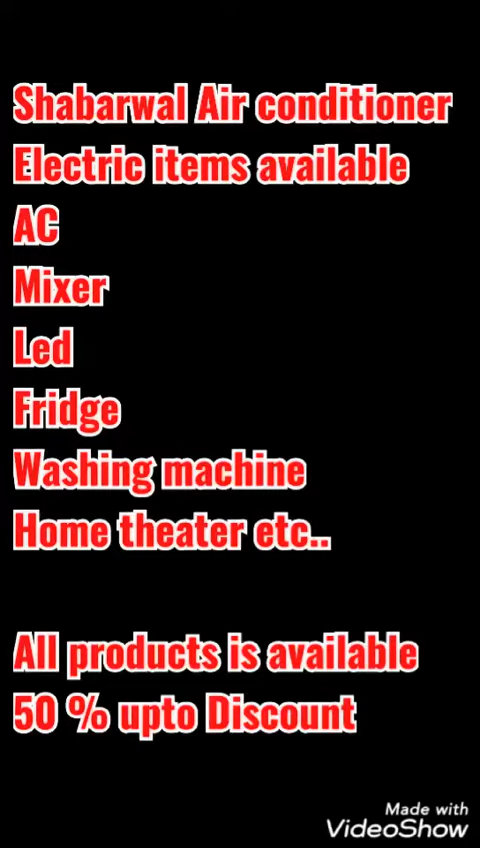 Shabarwal Air conditioner
Electric items available
AC
Mixer
Led
Fridge
Washing machine
Home theater etc..
All products is available
50 % upto Discount
Made with
VideoShow